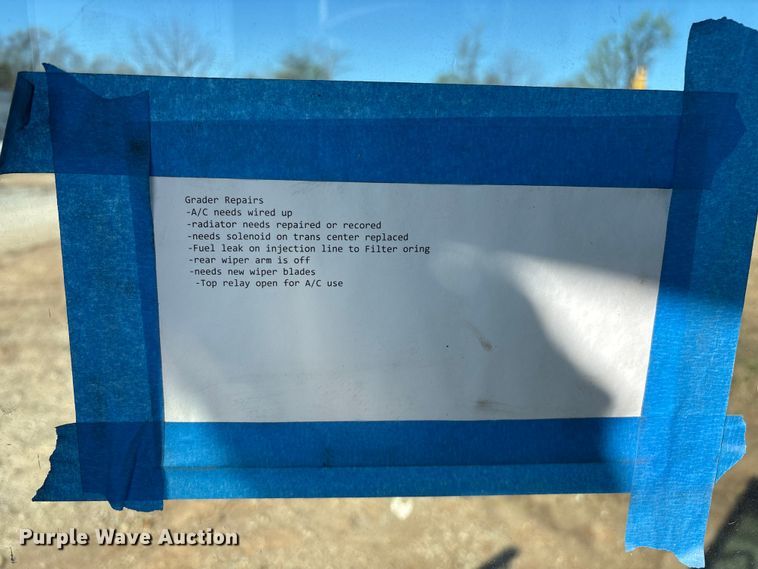 Grader Repairs
-A/C needs wired up
-radiator needs repaired or recored
-needs solenoid on trans center replaced
-Fuel leak on injection line to Filter oring
-rear wiper arm is off
-needs new wiper blades
-Top relay open for A/C use
Purple Wave Auction